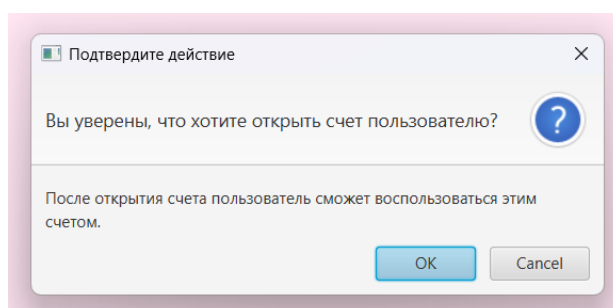 Подтвердите действие
Вы уверены, что хотите открыть счет пользователю?
После открытия счета пользователь сможет воспользоваться этим
счетом.
OK
Cancel